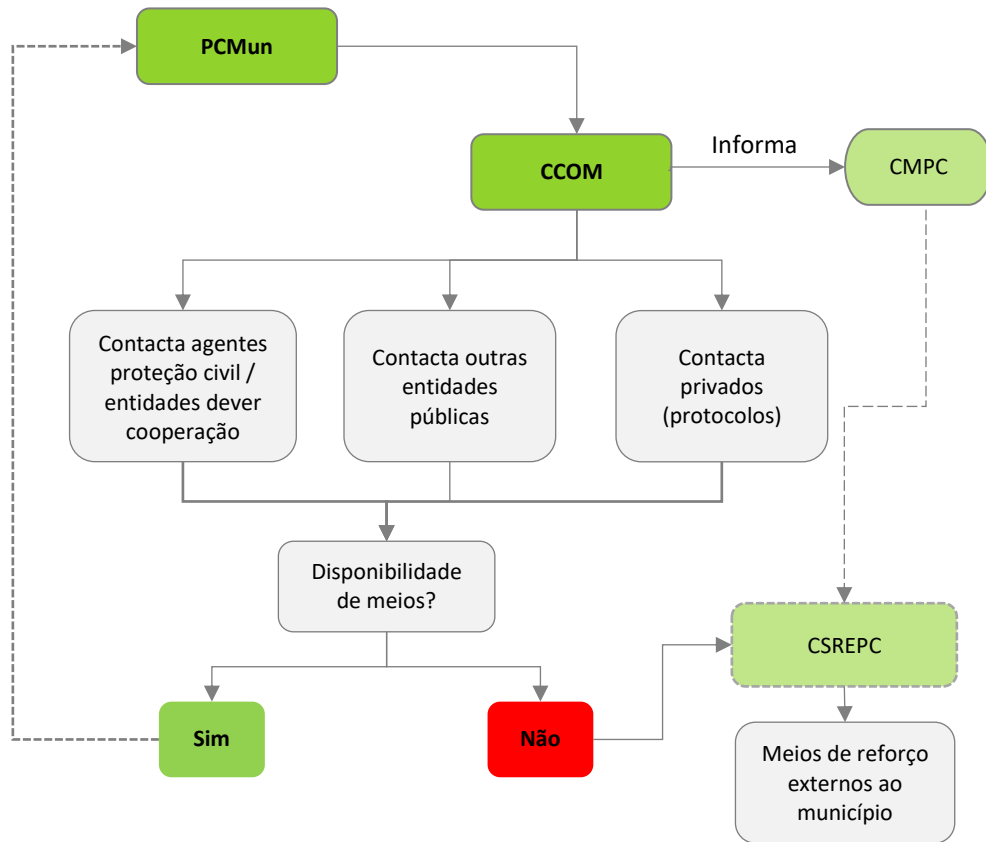 PCMun
CCOM
Informa
CMPC
Contacta agentes
proteção civil /
entidades dever
cooperação
Contacta outras
entidades
públicas
Contacta
privados
(protocolos)
Disponibilidade
de meios?
CSREPC
Sim
Não
Meios de reforço
externos ao
município